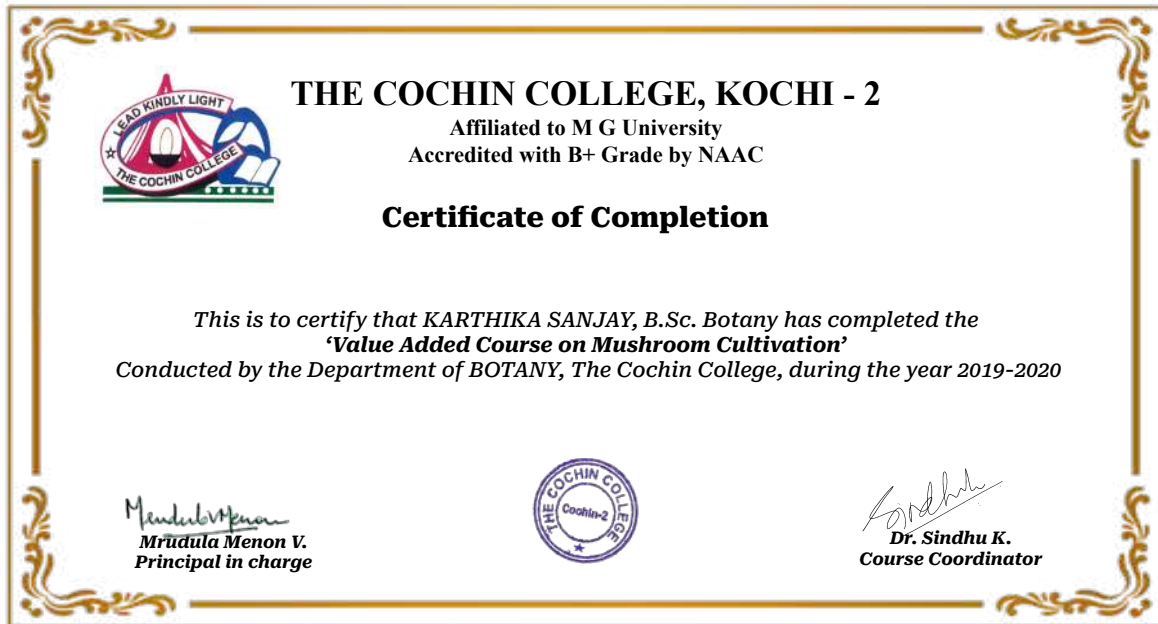 LEAD KINDLY LIGHT
THE COCHIN COLLEGE
THE COCHIN COLLEGE, KOCHI - 2
Affiliated to M G University
Accredited with B+ Grade by NAAC
Certificate of Completion
This is to certify that KARTHIKA SANJAY, B.Sc. Botany has completed the
‘Value Added Course on Mushroom Cultivation’
Conducted by the Department of BOTANY, The Cochin College, during the year 2019-2020
THE COCHIN COLLEGE
Cochin-2
Mrudula Menon V.
Principal in charge
Sindhu
Dr. Sindhu K.
Course Coordinator